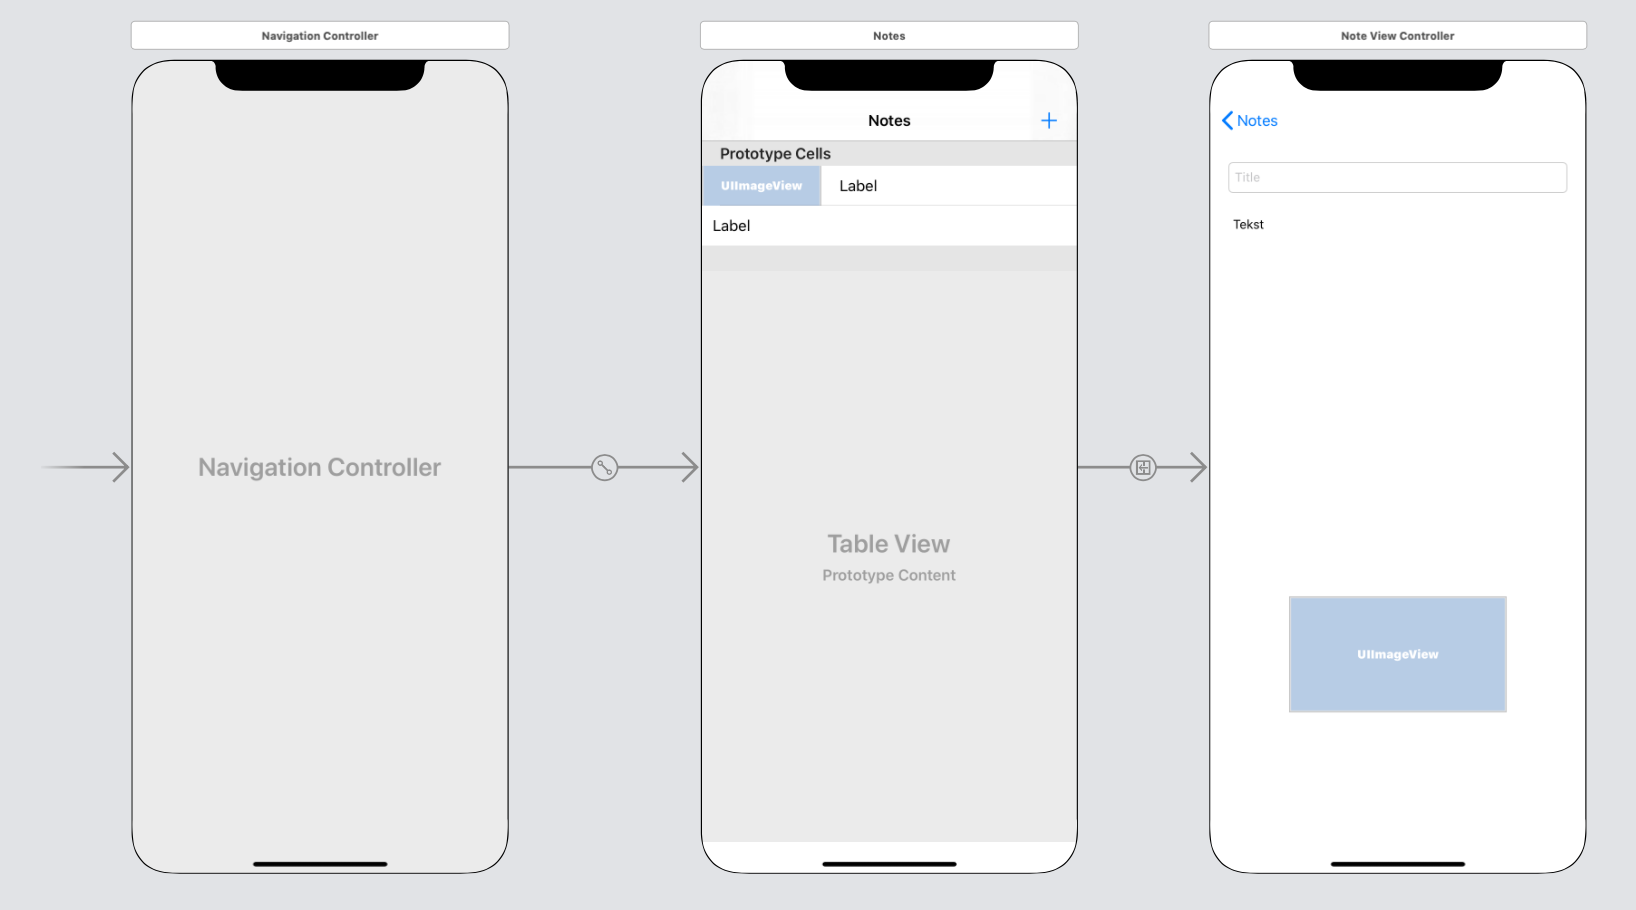 Navigation Controller
Navigation Controller
Notes
Notes
Prototype Cells
UIImageView
Label
Label
Table View
Prototype Content
Note View Controller
Notes
Title
Tekst
UIImageView